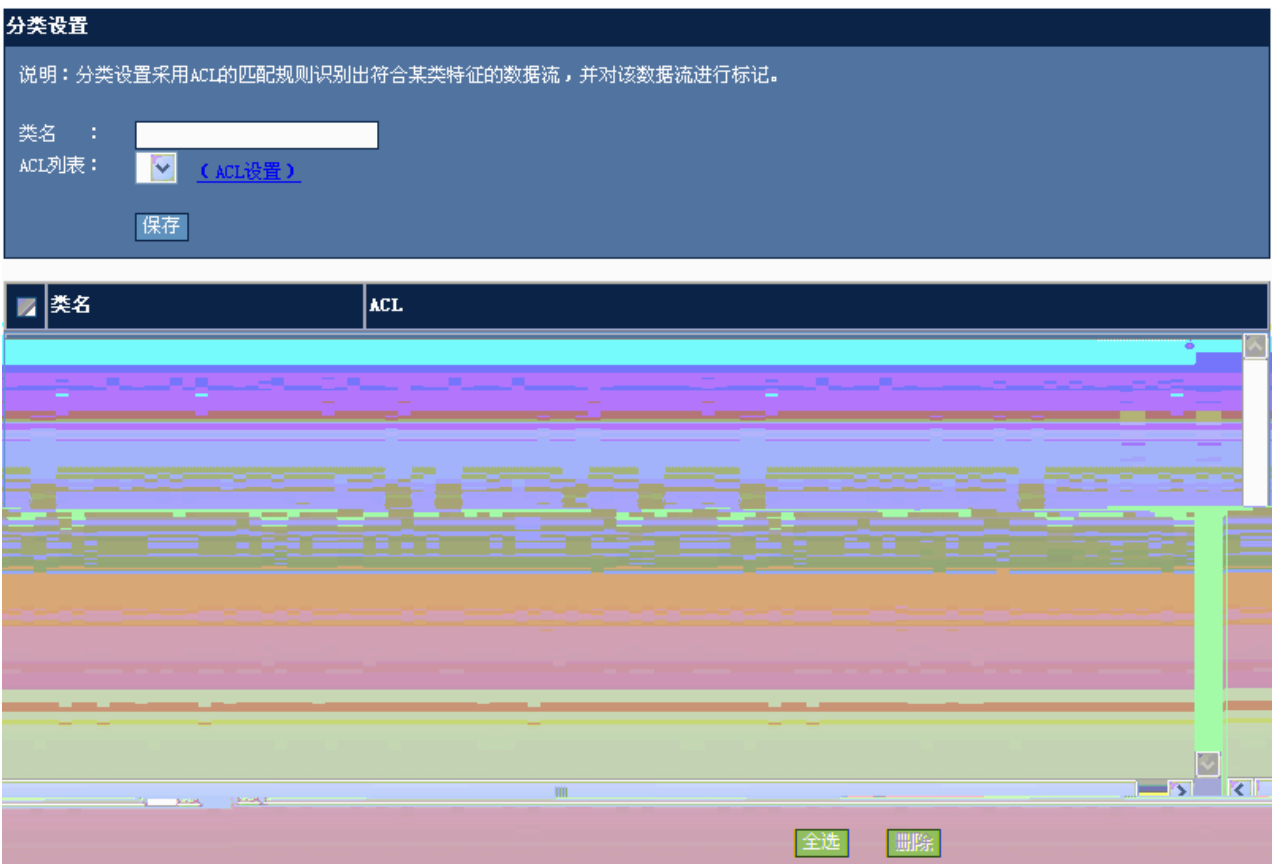 分类设置
说明：分类设置采用ACL的匹配规则识别出符合某类特征的数据流，并对该数据流进行标记。
类名 ：
ACL列表：
（ACL设置）
保存
类名 ACL
全选 删除